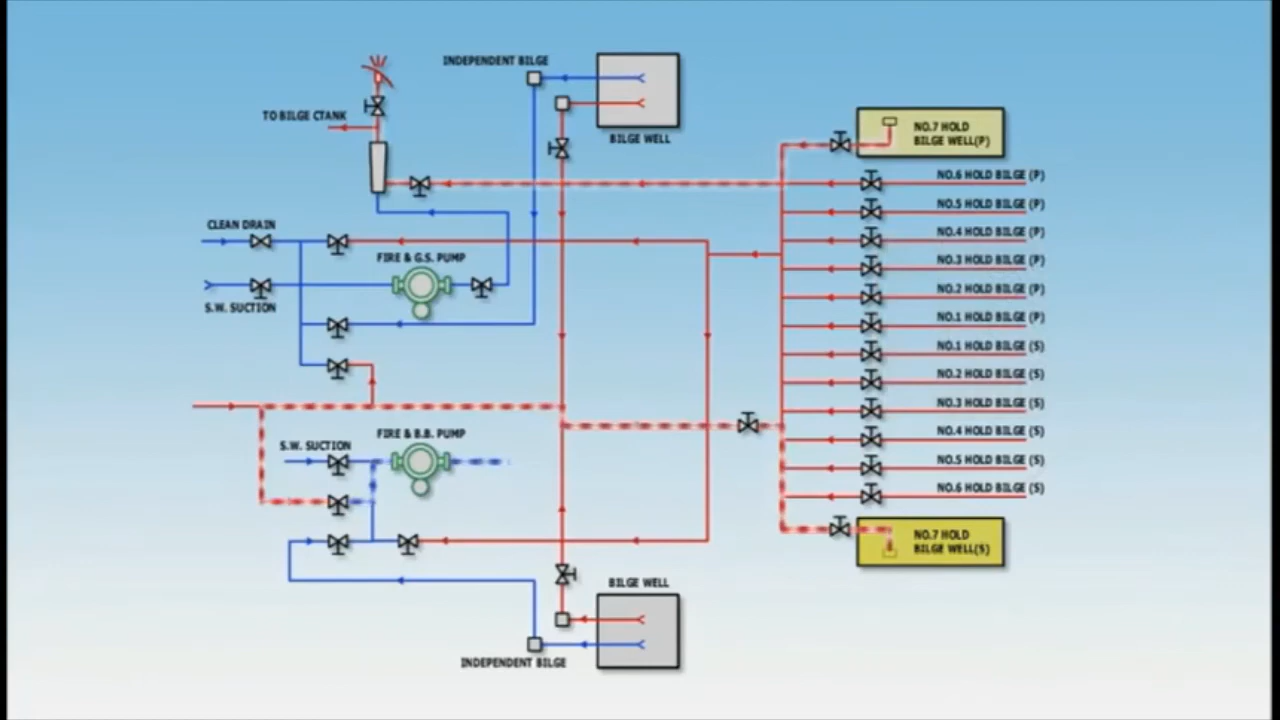 INDEPENDENT BILGE
TO BILGE CTANK
BILGE WELL
NO.7 HOLD
BILGE WELL(P)
NO.6 HOLD BILGE (P)
NO.5 HOLD BILGE (P)
CLEAN DRAIN
NO.4 HOLD BILGE (P)
FIRE & G.S. PUMP
NO.3 HOLD BILGE (P)
NO.2 HOLD BILGE (P)
S.W. SUCTION
NO.1 HOLD BILGE (P)
NO.1 HOLD BILGE (S)
NO.2 HOLD BILGE (S)
NO.3 HOLD BILGE (S)
FIRE & B.B. PUMP
NO.4 HOLD BILGE (S)
S.W. SUCTION
NO.5 HOLD BILGE (S)
NO.6 HOLD BILGE (S)
NO.7 HOLD
BILGE WELL(S)
BILGE WELL
INDEPENDENT BILGE